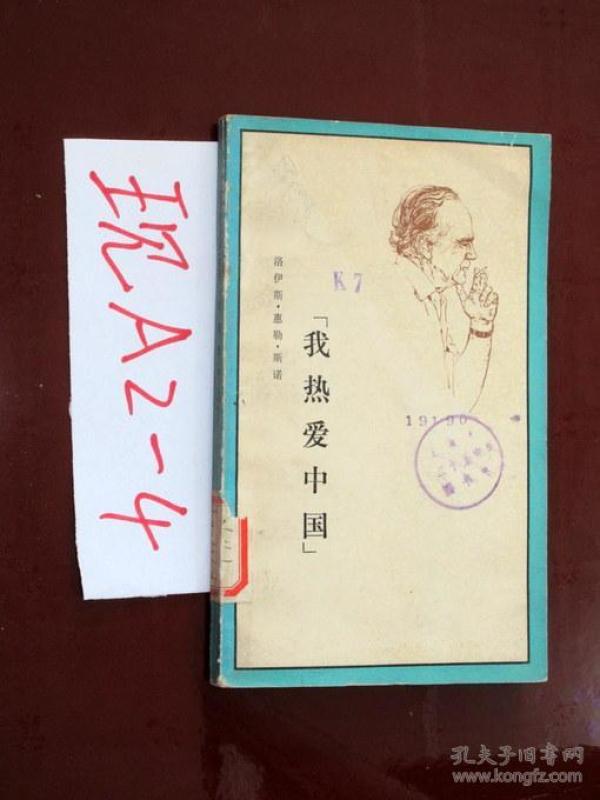 现A2-4
洛伊斯·惠勒·斯诺
K7
「我热爱中国」
19190
孔夫子旧书网
www.kongfz.com